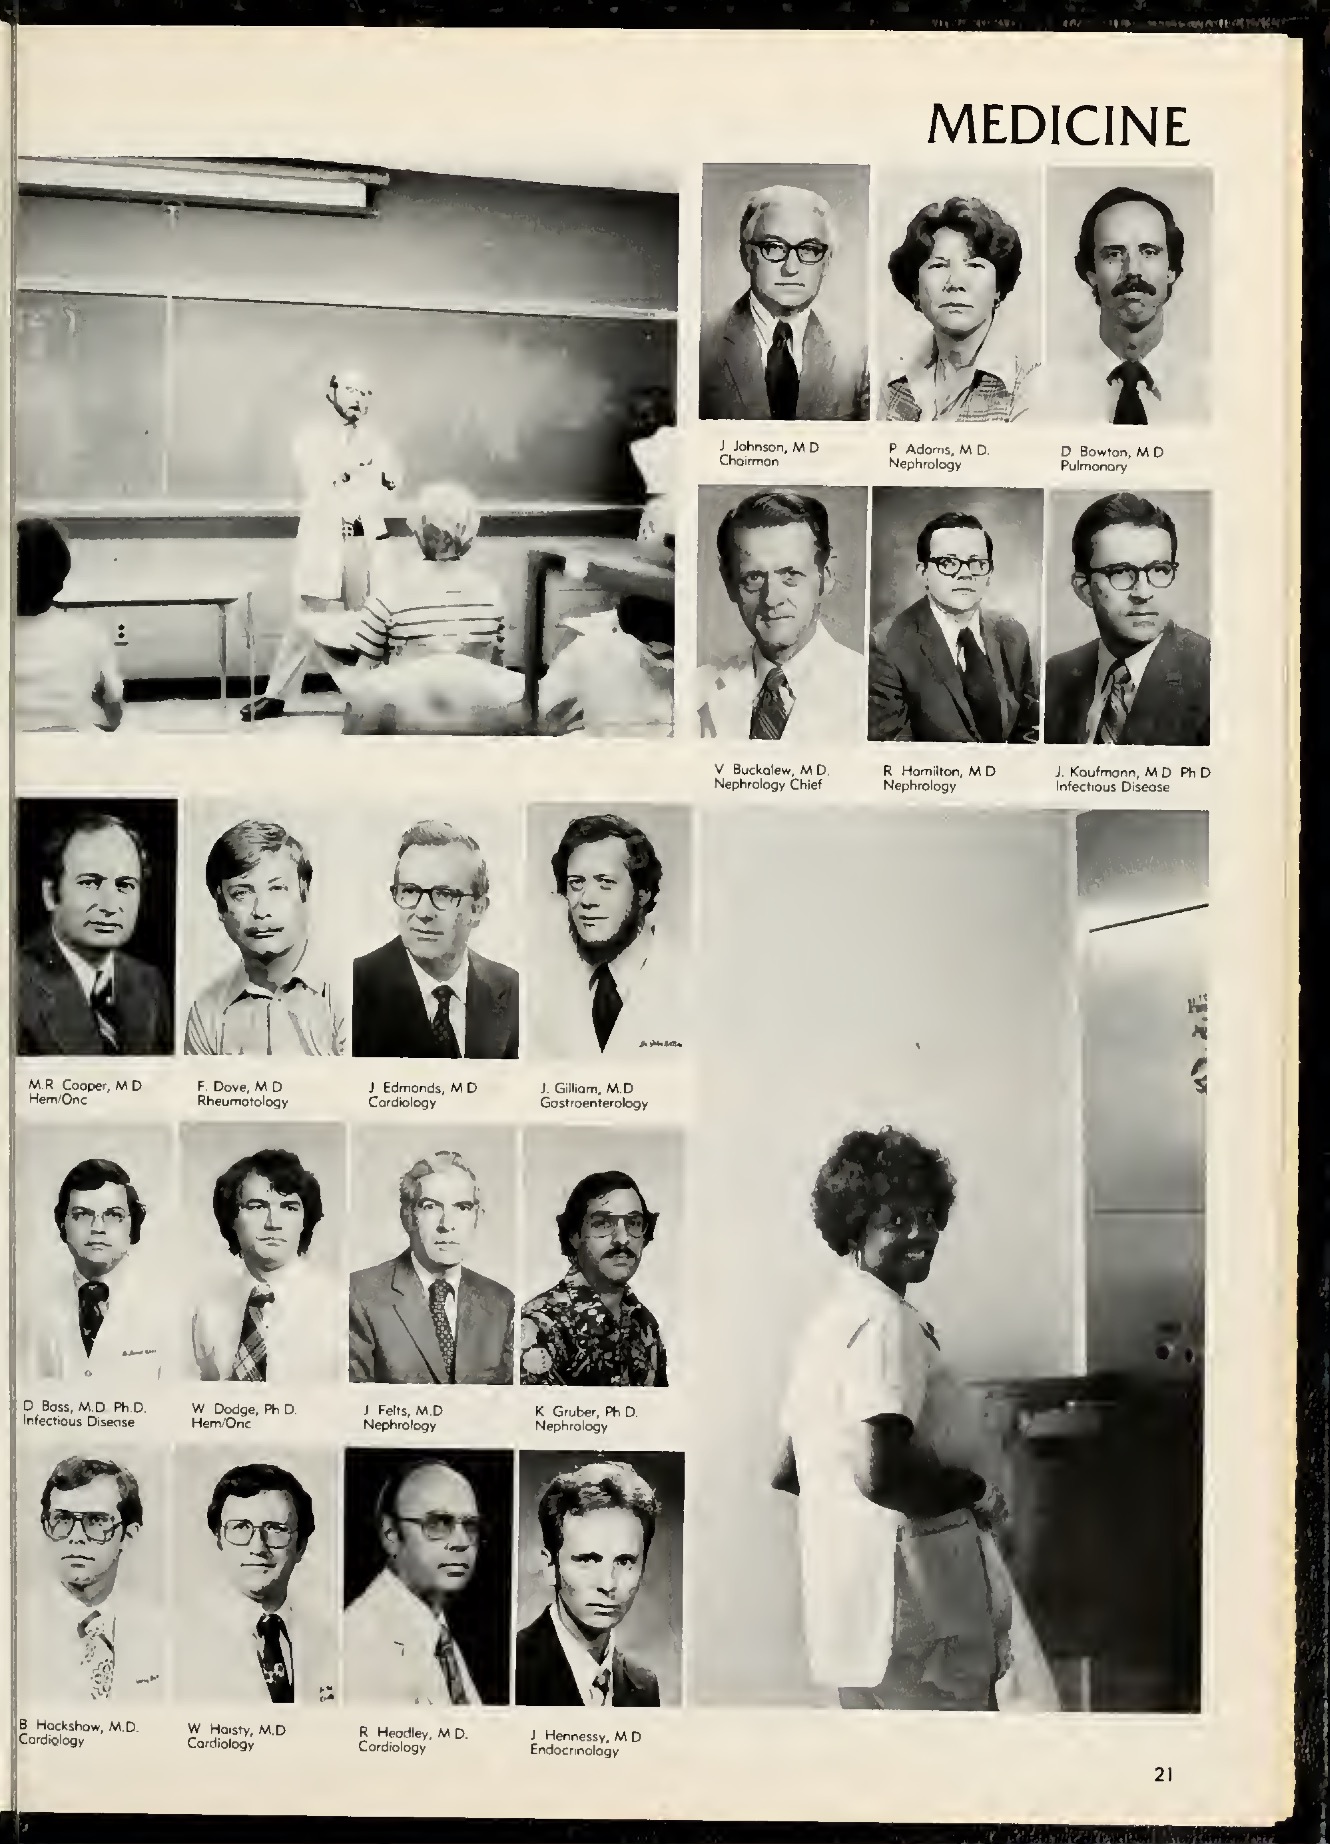 MEDICINE
J Johnson, M D
Chairman
P Adams, M D.
Nephrology
D Bowton, M D
Pulmonary
V Buckalew, M D.
Nephrology Chief
R Hamilton, M D
Nephrology
J. Kaufmann, M D Ph D
Infectious Disease
M.R Cooper, M D
Hem/Onc
F. Dove, M D
Rheumatology
J Edmonds, M D
Cardiology
J. Gilliam, M.D
Gastroenterology
D Bass, M.D. Ph.D.
Infectious Disease
W Dodge, Ph D.
Hem/Onc
J Felts, M.D
Nephrology
K Gruber, Ph D.
Nephrology
B Hackshaw, M.D.
Cardiology
W Haisty, M.D
Cardiology
R Headley, M D.
Cardiology
J Hennessy, M D
Endocrinology
21